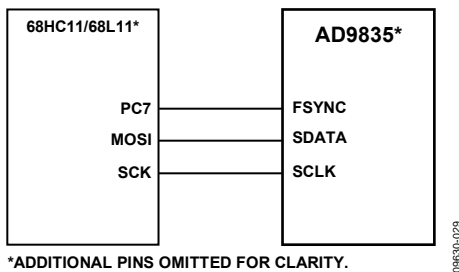 68HC11/68L11*
AD9835*
PC7
FSYNC
MOSI
SDATA
SCK
SCLK
*ADDITIONAL PINS OMITTED FOR CLARITY.
09630-029